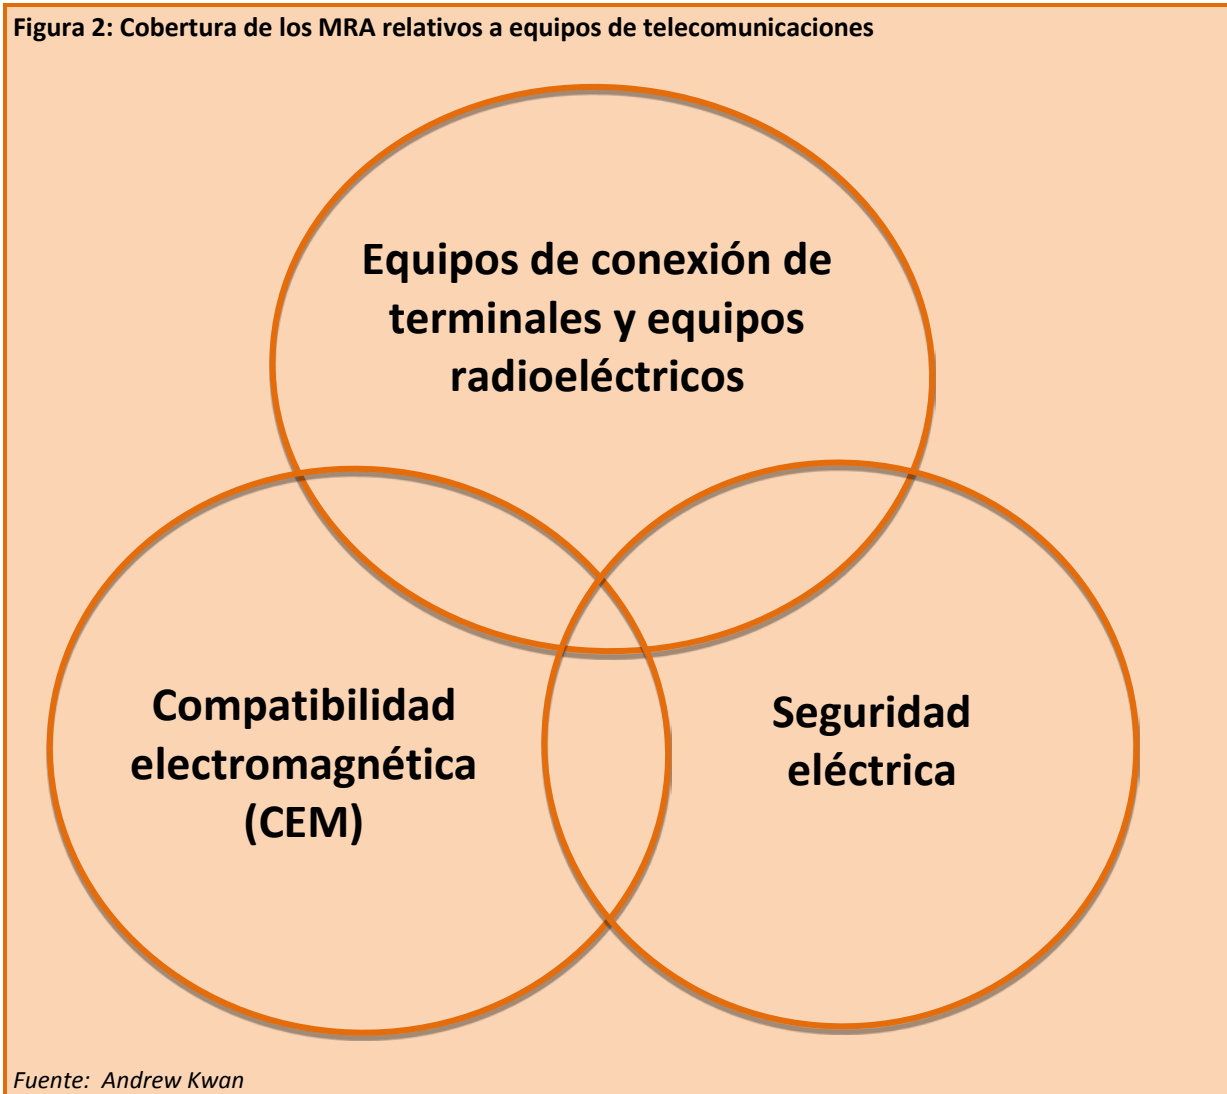 Figura 2: Cobertura de los MRA relativos a equipos de telecomunicaciones
Equipos de conexión de
terminales y equipos
radioeléctricos
Compatibilidad
electromagnética
(CEM)
Seguridad
eléctrica
Fuente: Andrew Kwan